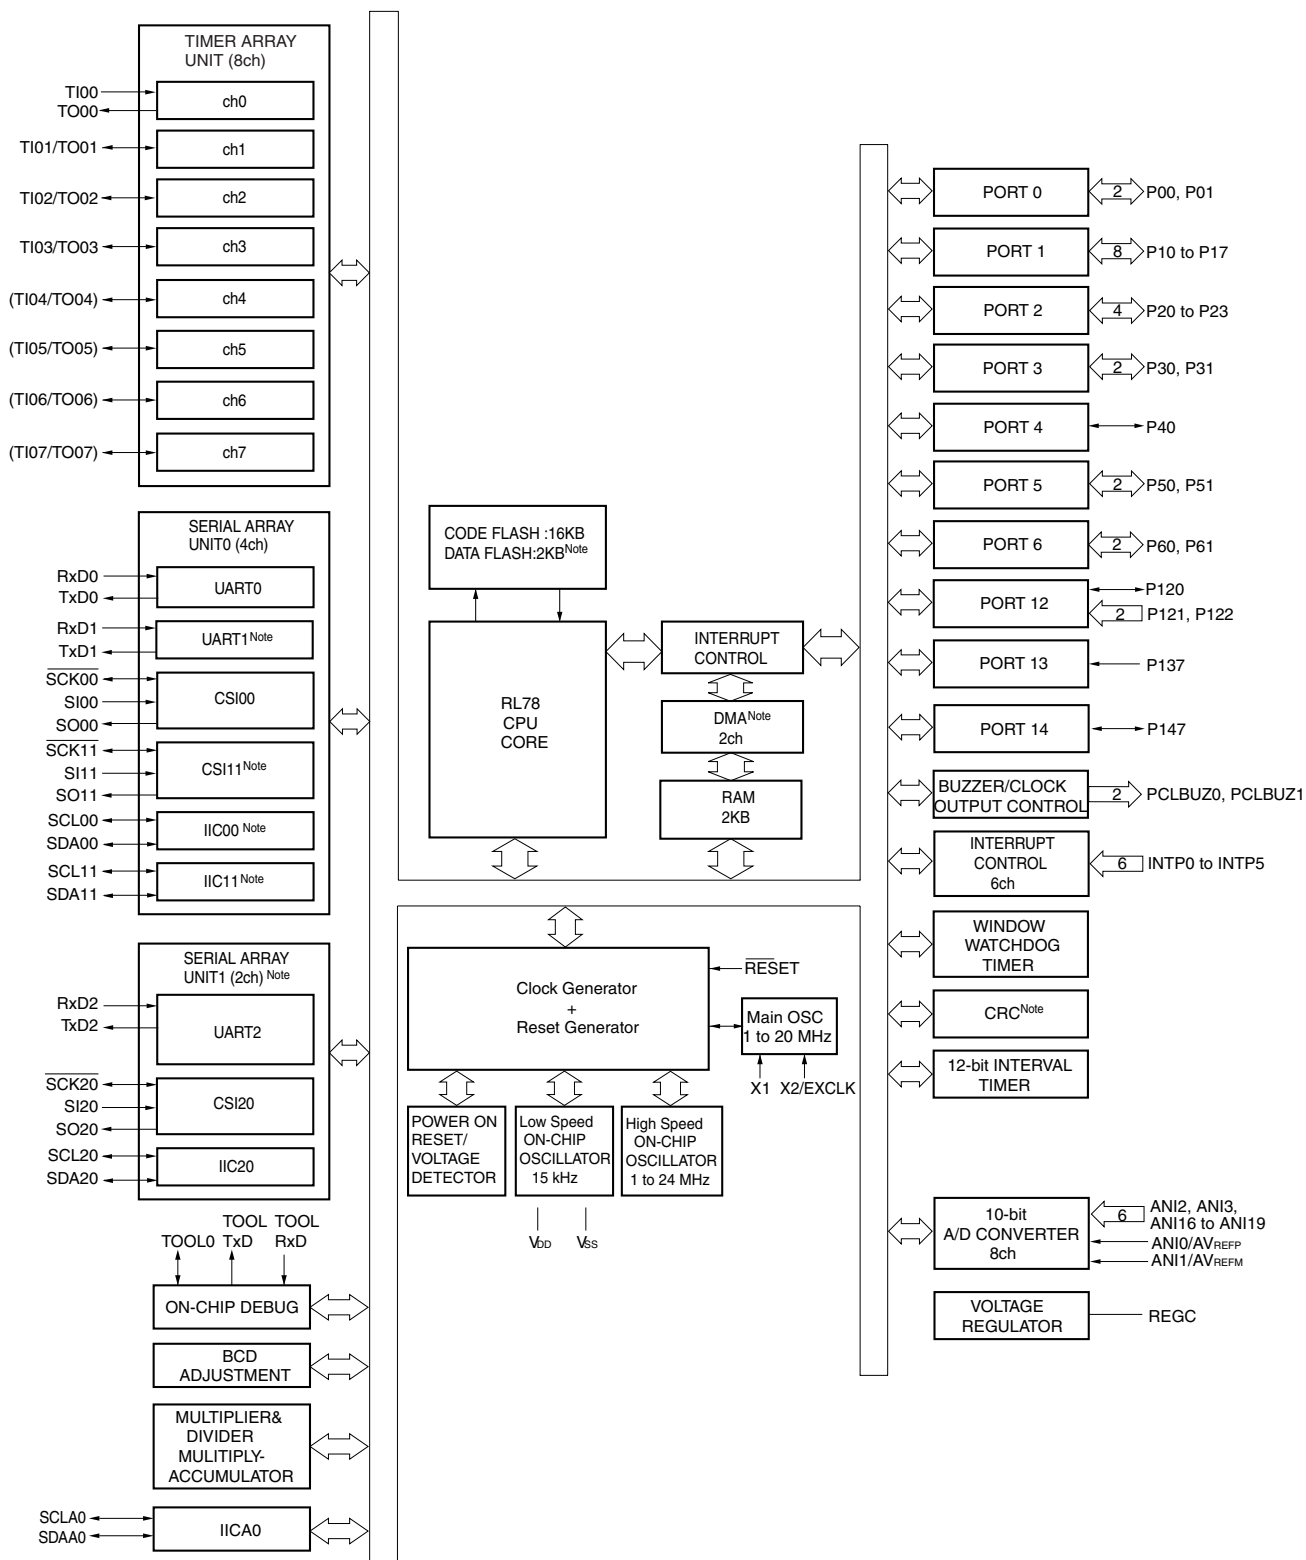 TIMER ARRAY
UNIT (8ch)
TI00
TO00
ch0
TI01/TO01
ch1
TI02/TO02
ch2
TI03/TO03
ch3
(TI04/TO04)
ch4
(TI05/TO05)
ch5
(TI06/TO06)
ch6
(TI07/TO07)
ch7
SERIAL ARRAY
UNIT0 (4ch)
RxD0
TxD0
UART0
RxD1
TxD1
UART1Note
SCK00
SI00
SO00
CSI00
SCK11
SI11
SO11
CSI11Note
SCL00
SDA00
IIC00 Note
SCL11
SDA11
IIC11Note
SERIAL ARRAY
UNIT1 (2ch) Note
RxD2
TxD2
UART2
SCK20
SI20
SO20
CSI20
SCL20
SDA20
IIC20
TOOL0
TOOL
TxD
TOOL
RxD
ON-CHIP DEBUG
BCD
ADJUSTMENT
MULTIPLIER&
DIVIDER
MULITIPLY-
ACCUMULATOR
SCLA0
SDAA0
IICA0
CODE FLASH :16KB
DATA FLASH:2KBNote
RL78
CPU
CORE
INTERRUPT
CONTROL
DMANote
2ch
RAM
2KB
Clock Generator
+
Reset Generator
RESET
Main OSC
1 to 20 MHz
X1
X2/EXCLK
POWER ON
RESET/
VOLTAGE
DETECTOR
Low Speed
ON-CHIP
OSCILLATOR
15 kHz
High Speed
ON-CHIP
OSCILLATOR
1 to 24 MHz
VDD
VSS
PORT 0
2
P00, P01
PORT 1
8
P10 to P17
PORT 2
4
P20 to P23
PORT 3
2
P30, P31
PORT 4
P40
PORT 5
2
P50, P51
PORT 6
2
P60, P61
PORT 12
P120
2
P121, P122
PORT 13
P137
PORT 14
P147
BUZZER/CLOCK
OUTPUT CONTROL
2
PCLBUZ0, PCLBUZ1
INTERRUPT
CONTROL
6ch
6
INTP0 to INTP5
WINDOW
WATCHDOG
TIMER
CRCNote
12-bit INTERVAL
TIMER
10-bit
A/D CONVERTER
8ch
6
ANI2, ANI3,
ANI16 to ANI19
ANI0/AVREFP
ANI1/AVREFM
VOLTAGE
REGULATOR
REGC